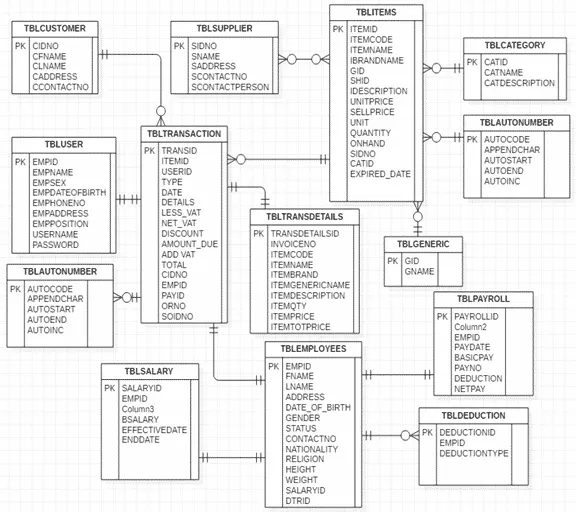 TBLCUSTOMER
PK CIDNO
CFNAME
CLNAME
CADDRESS
CCONTACTNO
TBLSUPPLIER
PK SIDNO
SNAME
SADDRESS
SCONTACTNO
SCONTACTPERSON
TBLITEMS
PK ITEMID
ITEMCODE
ITEMNAME
IBRANDNAME
GID
SHID
IDESCRIPTION
UNITPRICE
SELLPRICE
UNIT
QUANTITY
ONHAND
SIDNO
CATID
EXPIRED_DATE
TBLCATEGORY
PK CATID
CATNAME
CATDESCRIPTION
TBLAUTONUMBER
PK AUTOCODE
APPENDCHAR
AUTOSTART
AUTOEND
AUTOINC
TBLUSER
PK EMPID
EMPNAME
EMPSEX
EMPDATEOFBIRTH
EMPHONENO
EMPADDRESS
EMPPOSITION
USERNAME
PASSWORD
TBLTRANSACTION
PK TRANSID
ITEMID
USERID
TYPE
DATE
DETAILS
LESS_VAT
NET_VAT
DISCOUNT
AMOUNT_DUE
ADD VAT
TOTAL
CIDNO
EMPID
PAYID
ORNO
SOIDNO
TBLTRANSDETAILS
PK TRANSDETAILSID
INVOICENO
ITEMCODE
ITEMNAME
ITEMBRAND
ITEMGENERICNAME
ITEMDESCRIPTION
ITEMQTY
ITEMPRICE
ITEMTOTPRICE
TBLGENERIC
PK GID
GNAME
TBLAUTONUMBER
PK AUTOCODE
APPENDCHAR
AUTOSTART
AUTOEND
AUTOINC
TBLPAYROLL
PK PAYROLLID
Column2
EMPID
PAYDATE
BASICPAY
PAYNO
DEDUCTION
NETPAY
TBLSALARY
PK SALARYID
EMPID
Column3
BSALARY
EFFECTIVEDATE
ENDDATE
TBLEMPLOYEES
PK EMPID
FNAME
LNAME
ADDRESS
DATE_OF_BIRTH
GENDER
STATUS
CONTACTNO
NATIONALITY
RELIGION
HEIGHT
WEIGHT
SALARYID
DTRID
TBLDEDUCTION
PK DEDUCTIONID
EMPID
DEDUCTIONTYPE